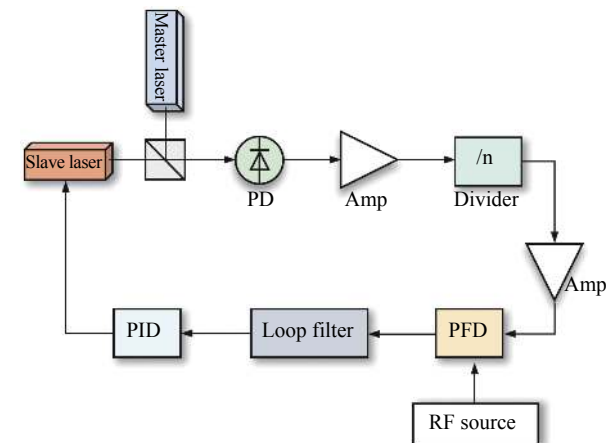 Master laser
Slave laser
/n
PD
Amp
Divider
Amp
PID
Loop filter
PFD
RF source